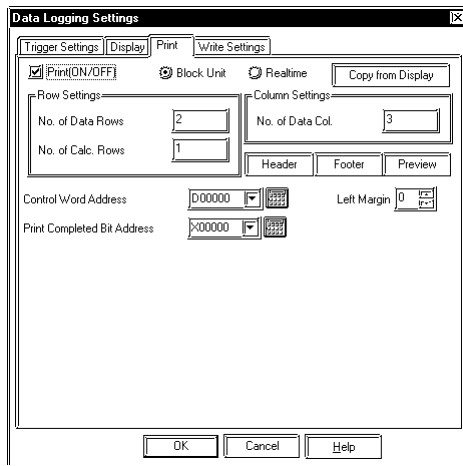 Data Logging Settings
Trigger Settings Display Print Write Settings
Print(ON/OFF) Block Unit Realtime Copy from Display
Row Settings Column Settings
No. of Data Rows 2 No. of Data Col. 3
No. of Calc. Rows 1
Header Footer Preview
Control Word Address D00000 Left Margin 0
Print Completed Bit Address X00000
OK Cancel Help